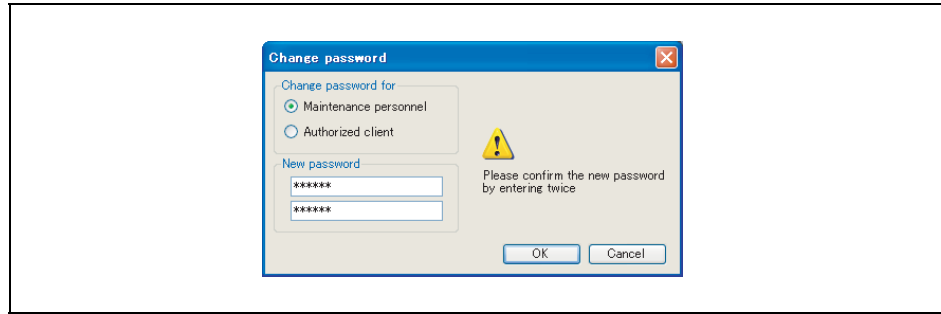 Change password
Change password for
Maintenance personnel
Authorized client
New password
******
******
Please confirm the new password
by entering twice
OK
Cancel